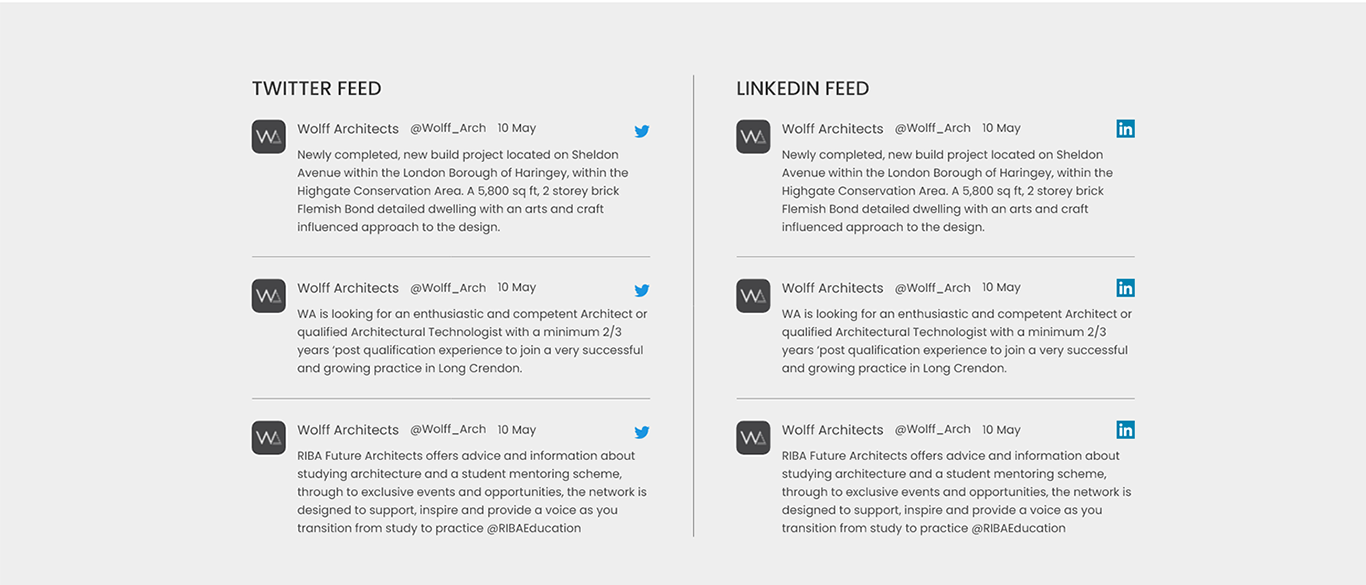 TWITTER FEED
WA
Wolff Architects @Wolff_Arch 10 May
Newly completed, new build project located on Sheldon
Avenue within the London Borough of Haringey, within the
Highgate Conservation Area. A 5,800 sq ft, 2 storey brick
Flemish Bond detailed dwelling with an arts and craft
influenced approach to the design.
WA
Wolff Architects @Wolff_Arch 10 May
WA is looking for an enthusiastic and competent Architect or
qualified Architectural Technologist with a minimum 2/3
years ‘post qualification experience to join a very successful
and growing practice in Long Crendon.
WA
Wolff Architects @Wolff_Arch 10 May
RIBA Future Architects offers advice and information about
studying architecture and a student mentoring scheme,
through to exclusive events and opportunities, the network is
designed to support, inspire and provide a voice as you
transition from study to practice @RIBAEducation
LINKEDIN FEED
WA
Wolff Architects @Wolff_Arch 10 May
in
Newly completed, new build project located on Sheldon
Avenue within the London Borough of Haringey, within the
Highgate Conservation Area. A 5,800 sq ft, 2 storey brick
Flemish Bond detailed dwelling with an arts and craft
influenced approach to the design.
WA
Wolff Architects @Wolff_Arch 10 May
in
WA is looking for an enthusiastic and competent Architect or
qualified Architectural Technologist with a minimum 2/3
years ‘post qualification experience to join a very successful
and growing practice in Long Crendon.
WA
Wolff Architects @Wolff_Arch 10 May
in
RIBA Future Architects offers advice and information about
studying architecture and a student mentoring scheme,
through to exclusive events and opportunities, the network is
designed to support, inspire and provide a voice as you
transition from study to practice @RIBAEducation